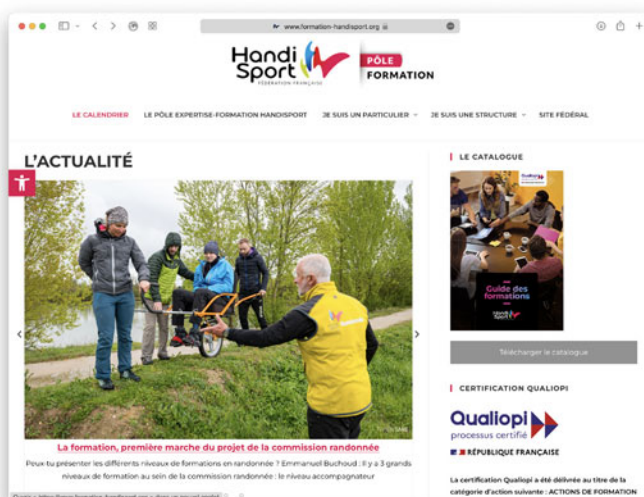 www.formation-handisport.org
Handi
Sport
FÉDÉRATION FRANÇAISE
PÔLE
FORMATION
LE CALENDRIER LE PÔLE EXPERTISE-FORMATION HANDISPORT JE SUIS UN PARTICULIER JE SUIS UNE STRUCTURE SITE FÉDÉRAL
L'ACTUALITÉ
La formation, première marche du projet de la commission randonnée
Peux-tu présenter les différents niveaux de formations en randonnée ? Emmanuel Buchoud : Il y a 3 grands
niveaux de formation au sein de la commission randonnée : le niveau accompagnateur
LE CATALOGUE
Qualiopi
Guide des
formations
Handi
Sport
Télécharger le catalogue
CERTIFICATION QUALIOPI
Qualiopi
processus certifié
RÉPUBLIQUE FRANÇAISE
La certification Qualiopi a été délivrée au titre de la
catégorie d'action suivante : ACTIONS DE FORMATION